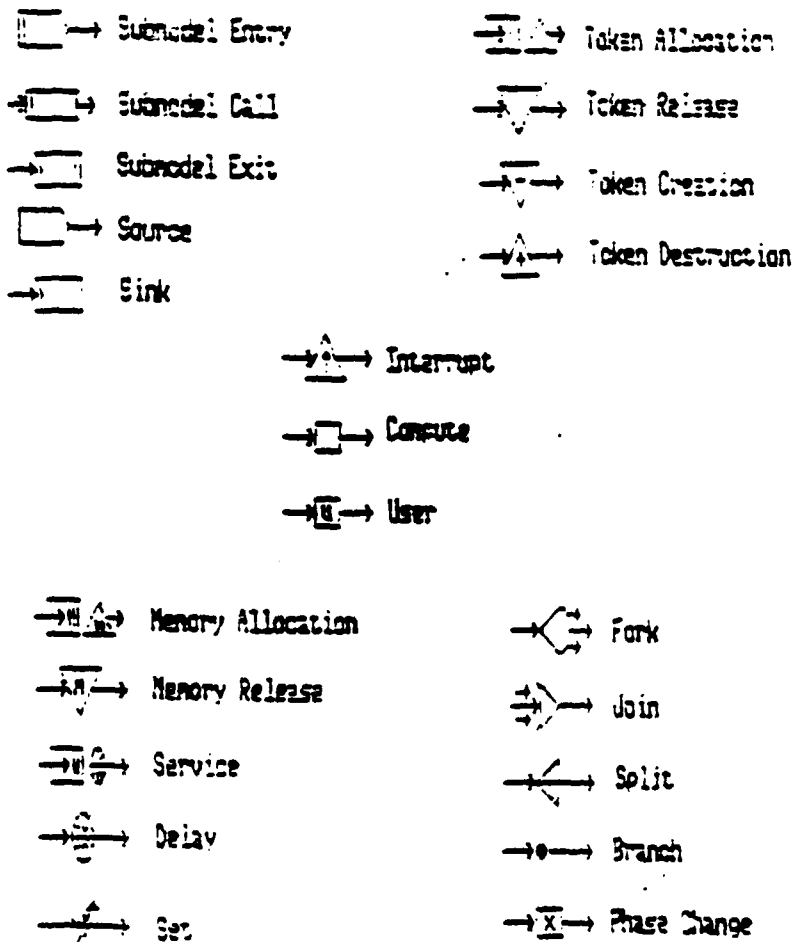 Submodel Entry
Submodel Call
Submodel Exit
Source
Sink
Token Allocation
Token Release
Token Creation
Token Destruction
Interrupt
Compute
U User
M Memory Allocation
M Memory Release
Service
Delay
Set
Fork
Join
Split
Branch
X Phase Change